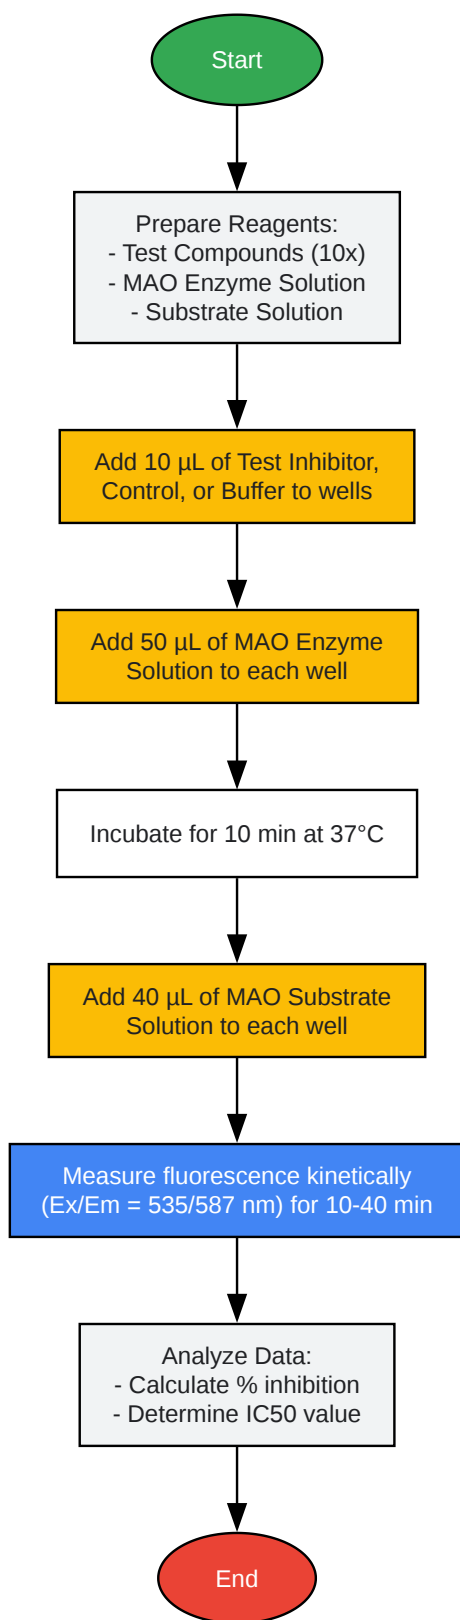 Start
Prepare Reagents:
- Test Compounds (10x)
- MAO Enzyme Solution
- Substrate Solution
Add 10 µL of Test Inhibitor,
Control, or Buffer to wells
Add 50 µL of MAO Enzyme
Solution to each well
Incubate for 10 min at 37°C
Add 40 µL of MAO Substrate
Solution to each well
Measure fluorescence kinetically
(Ex/Em = 535/587 nm) for 10-40 min
Analyze Data:
- Calculate % inhibition
- Determine IC50 value
End